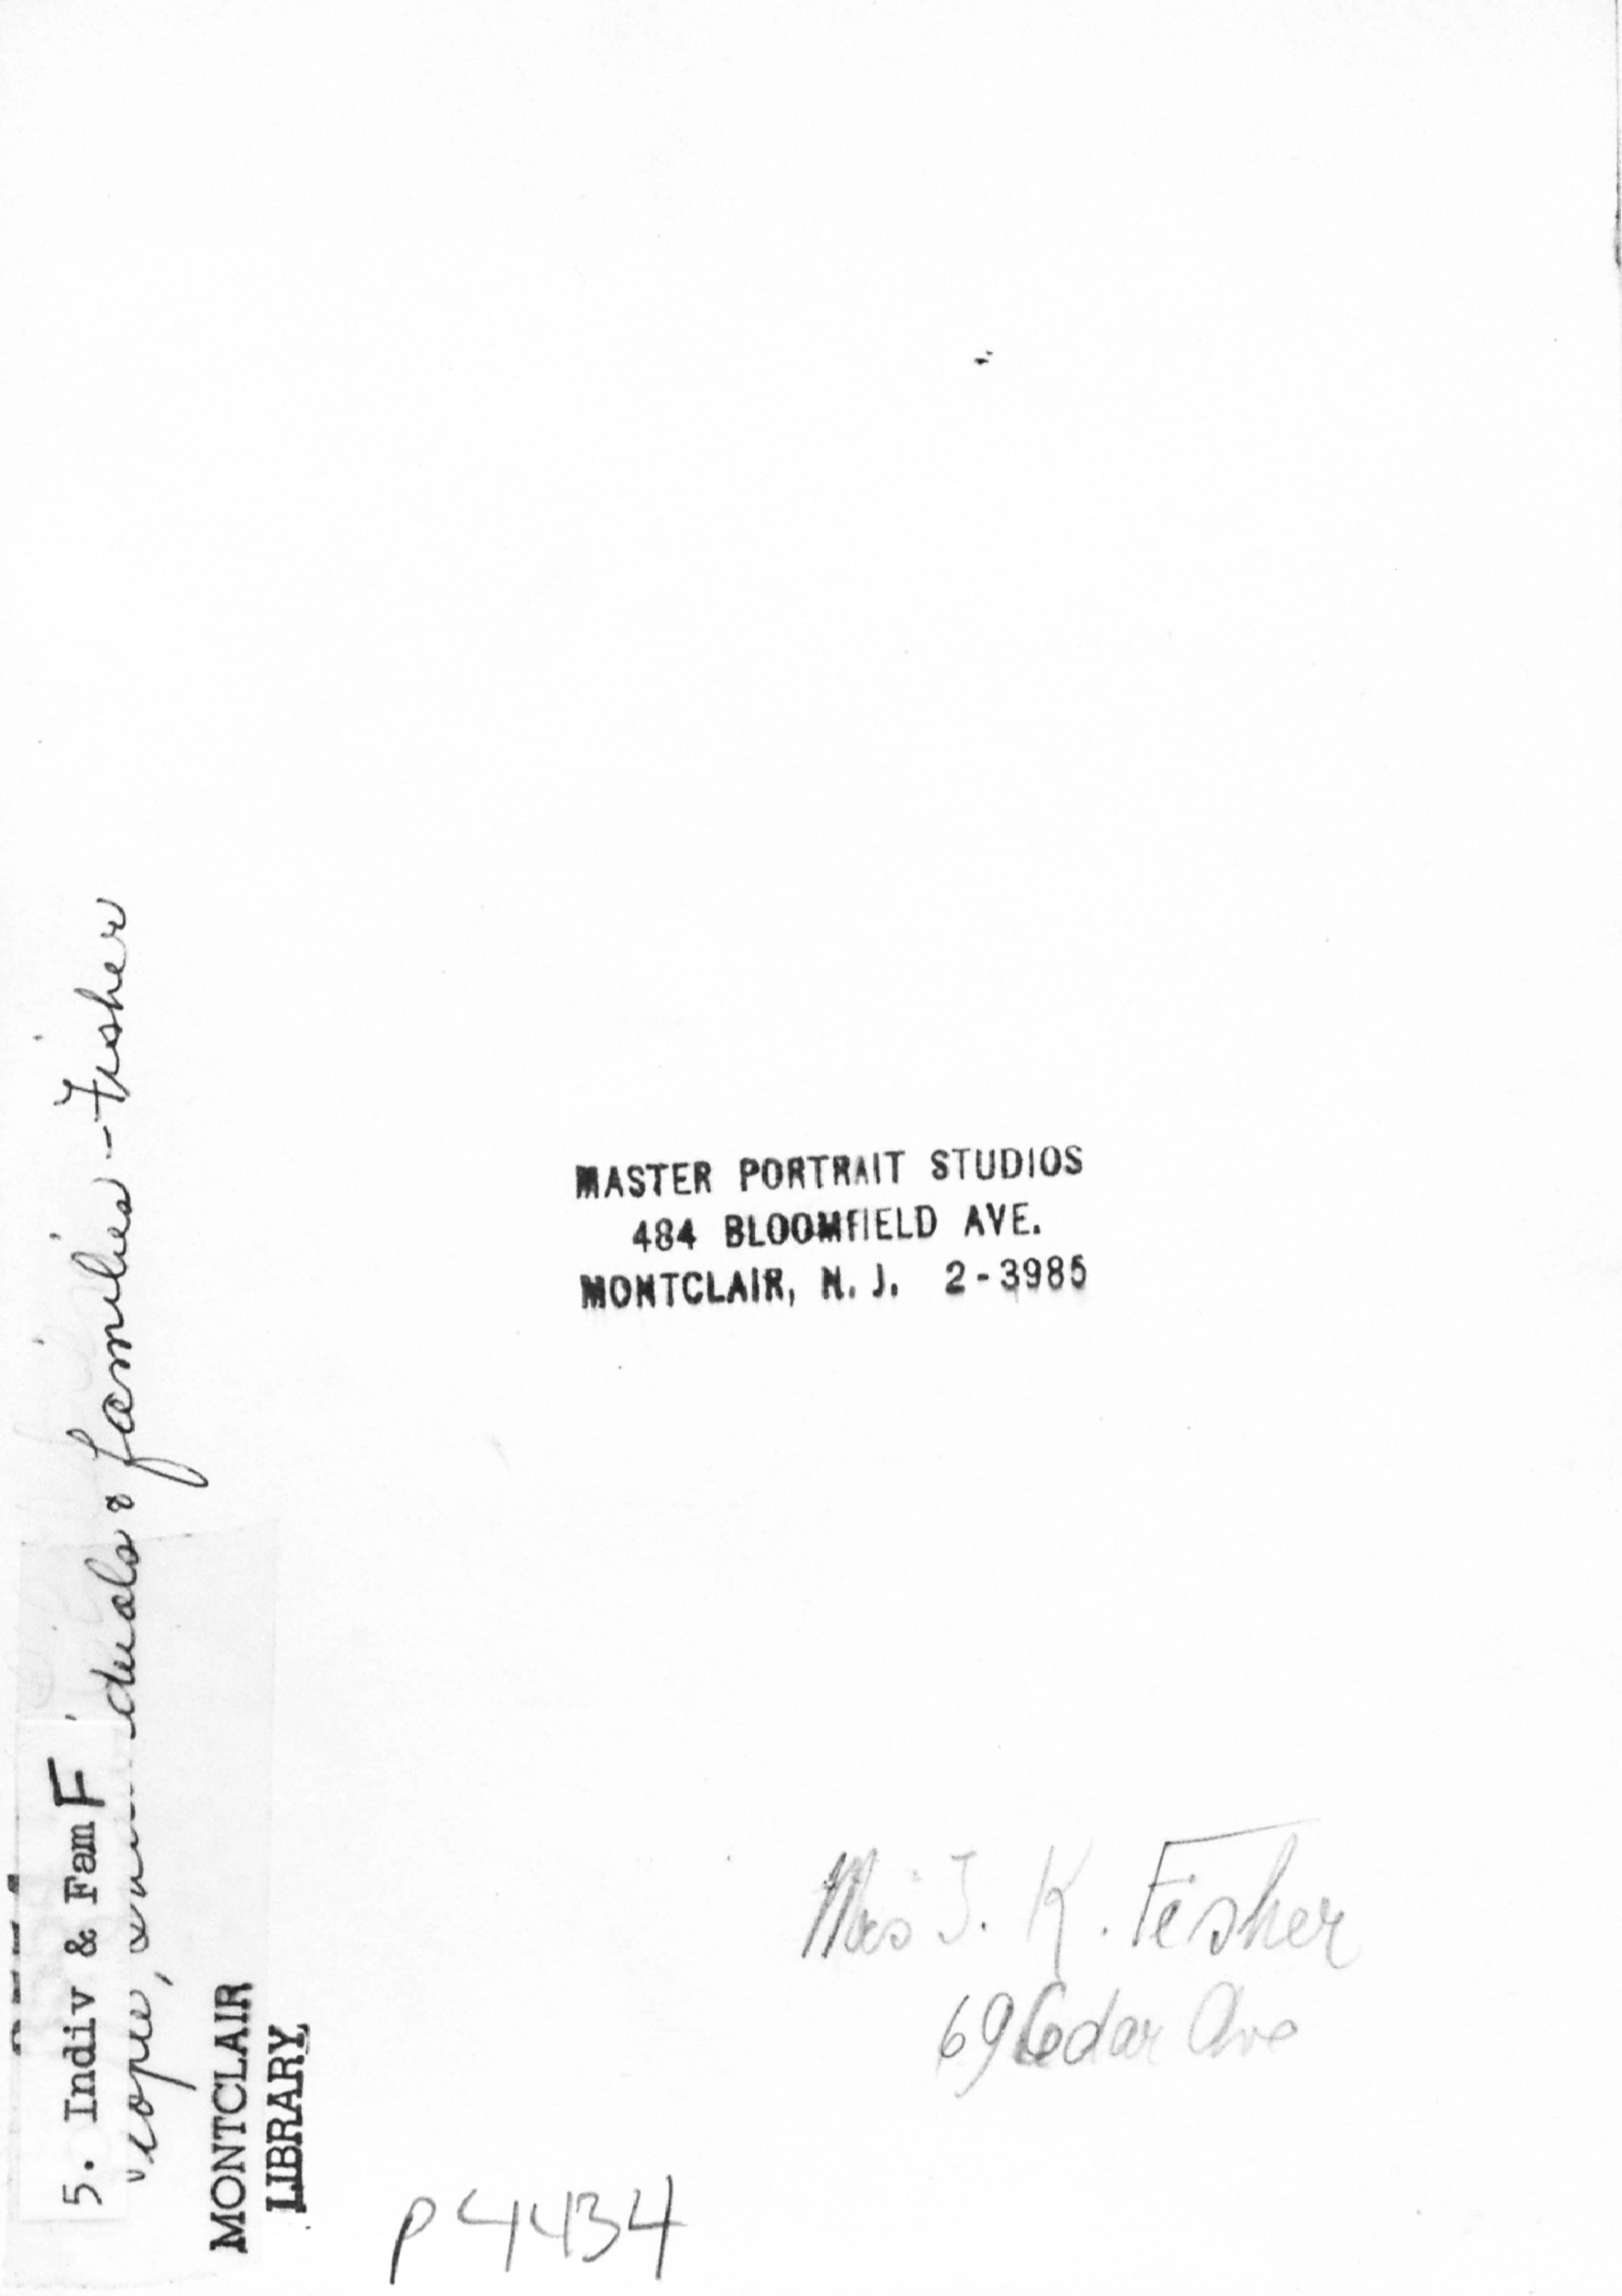 MASTER PORTRAIT STUDIOS
484 BLOOMFIELD AVE.
MONTCLAIR, N. J. 2-3985
Mrs J. K. Fisher
69 Cedar Ave
P4434
5. Indiv & Fam F
duals & families - Fisher
MONTCLAIR
LIBRARY